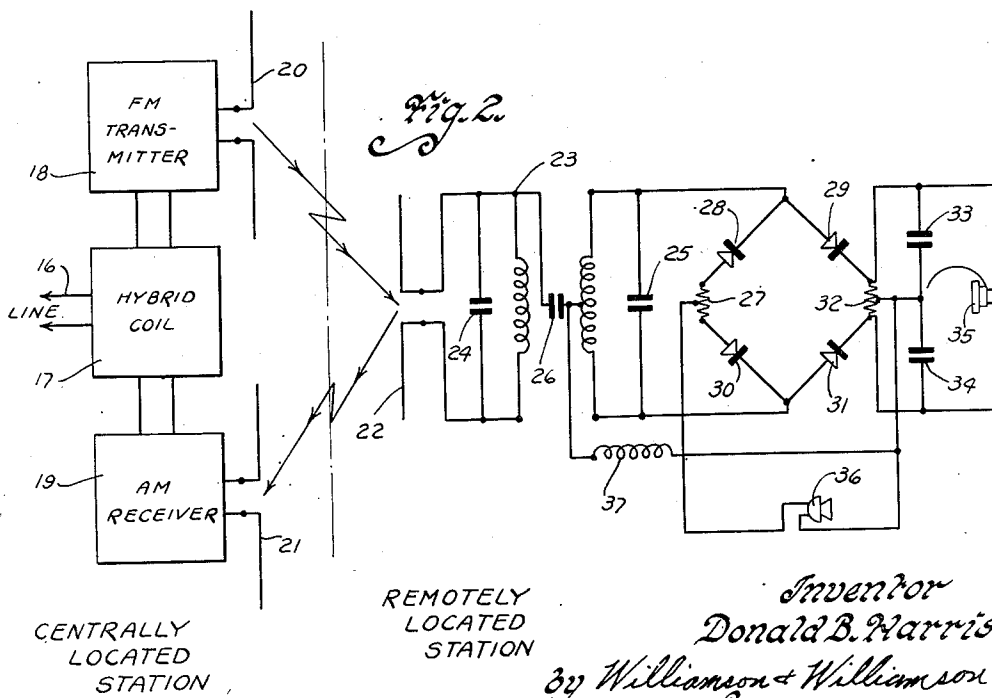 Fig. 2.
FM
TRANS-
MITTER
18
20
16
LINE
HYBRID
COIL
17
19
AM
RECEIVER
21
22
23
24
25
26
27
28
29
30
31
32
33
34
35
36
37
CENTRALLY
LOCATED
STATION
REMOTELY
LOCATED
STATION
Inventor
Donald B. Harris
by Williamson & Williamson